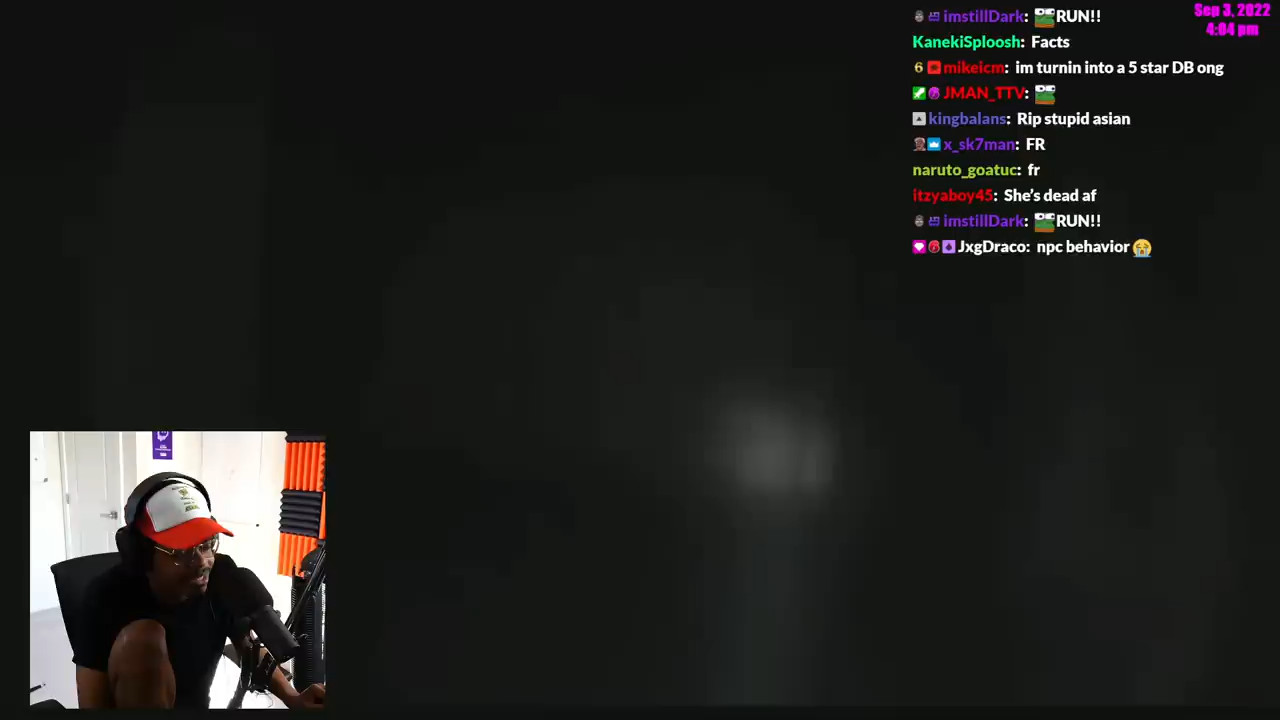 Sep 3, 2022
4:04 pm
imstillDark: RUN!!
KanekiSploosh: Facts
6 mikeicm: im turnin into a 5 star DB ong
JMAN_TTV:
kingbalans: Rip stupid asian
x_sk7man: FR
naruto_goatuc: fr
itzyaboy45: She's dead af
imstillDark: RUN!!
JxgDraco: npc behavior